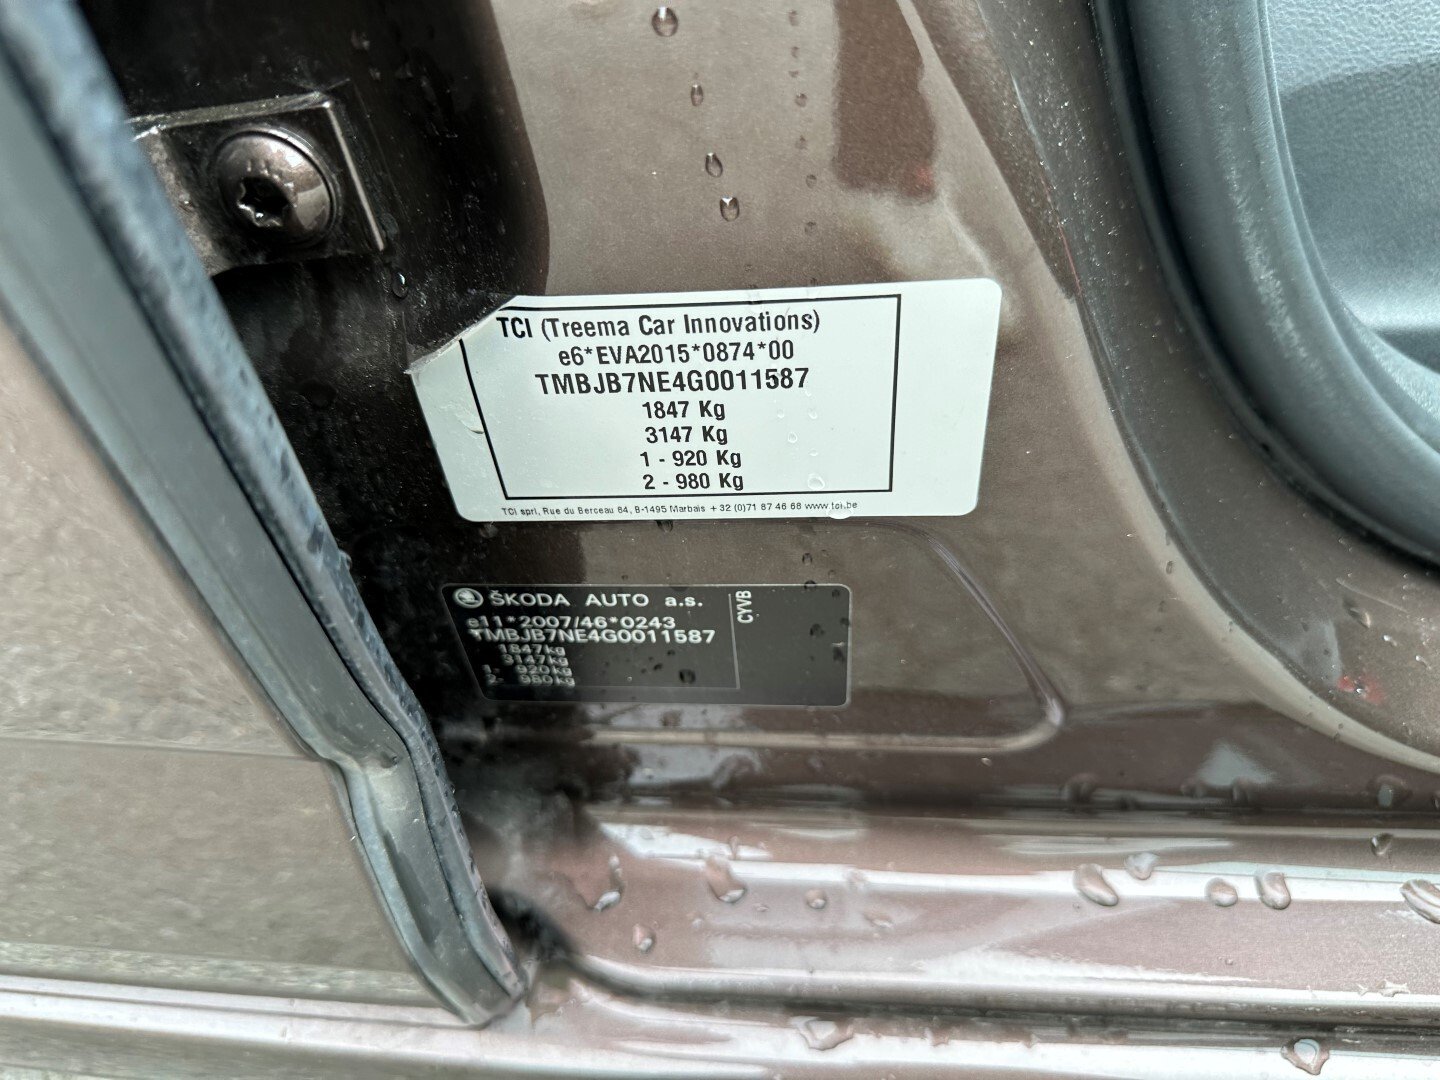 TCI (Treema Car Innovations)
e6*EVA2015*0874*00
TMBJB7NE4G0011587
1847 Kg
3147 Kg
1 - 920 Kg
2 - 980 Kg
TCI sprl, Rue du Berceau 84, B-1495 Marbais + 32 (0)71 87 46 68 www.tci.be
ŠKODA AUTO a.s.
CYVB
e11*2007/46*0243
TMBJB7NE4G0011587
1847kg
3147kg
1- 920kg
2- 980kg